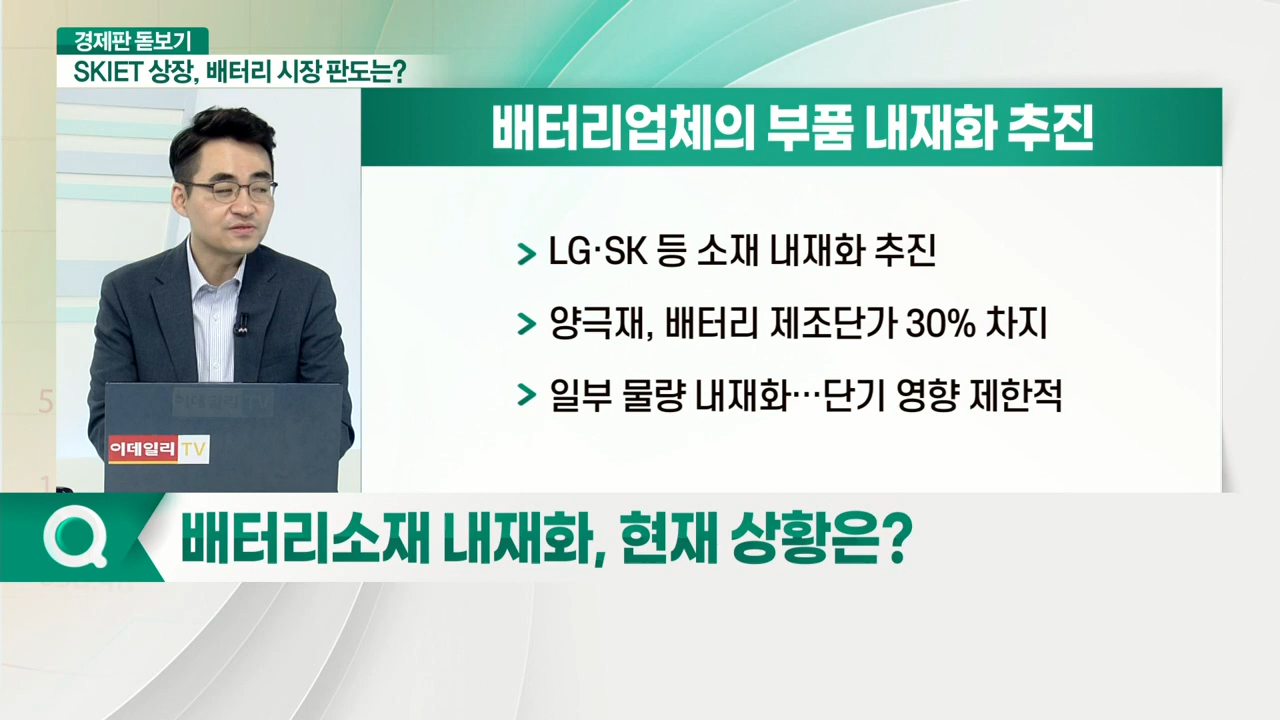 경제판 돋보기
SKIET 상장, 배터리 시장 판도는?
배터리업체의 부품 내재화 추진
> LG·SK 등 소재 내재화 추진
> 양극재, 배터리 제조단가 30% 차지
> 일부 물량 내재화…단기 영향 제한적
이데일리 TV
배터리소재 내재화, 현재 상황은?
5
1